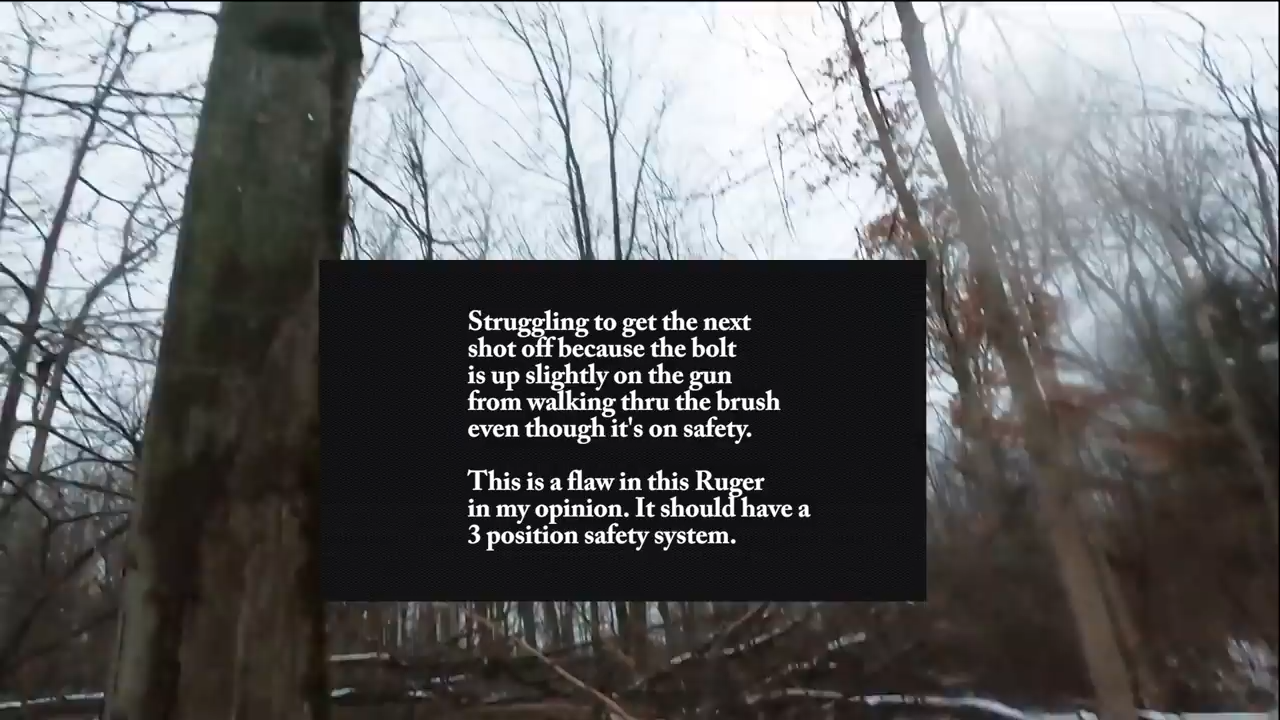 Struggling to get the next
shot off because the bolt
is up slightly on the gun
from walking thru the brush
even though it's on safety.
This is a flaw in this Ruger
in my opinion. It should have a
3 position safety system.